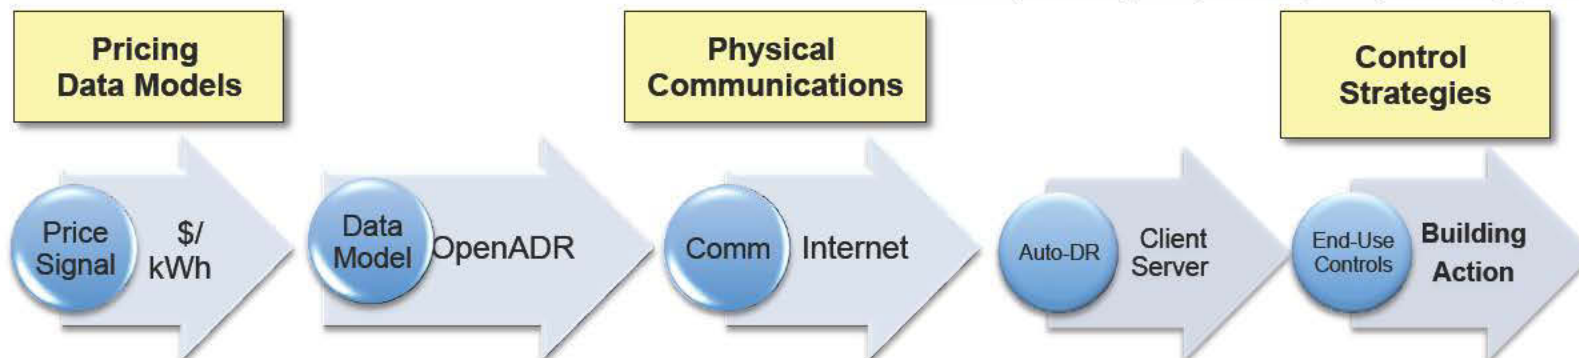 Pricing
Data Models
Physical
Communications
Control
Strategies
Price
Signal
$/
kWh
Data
Model
OpenADR
Comm
Internet
Auto-DR
Client
Server
End-Use
Controls
Building
Action